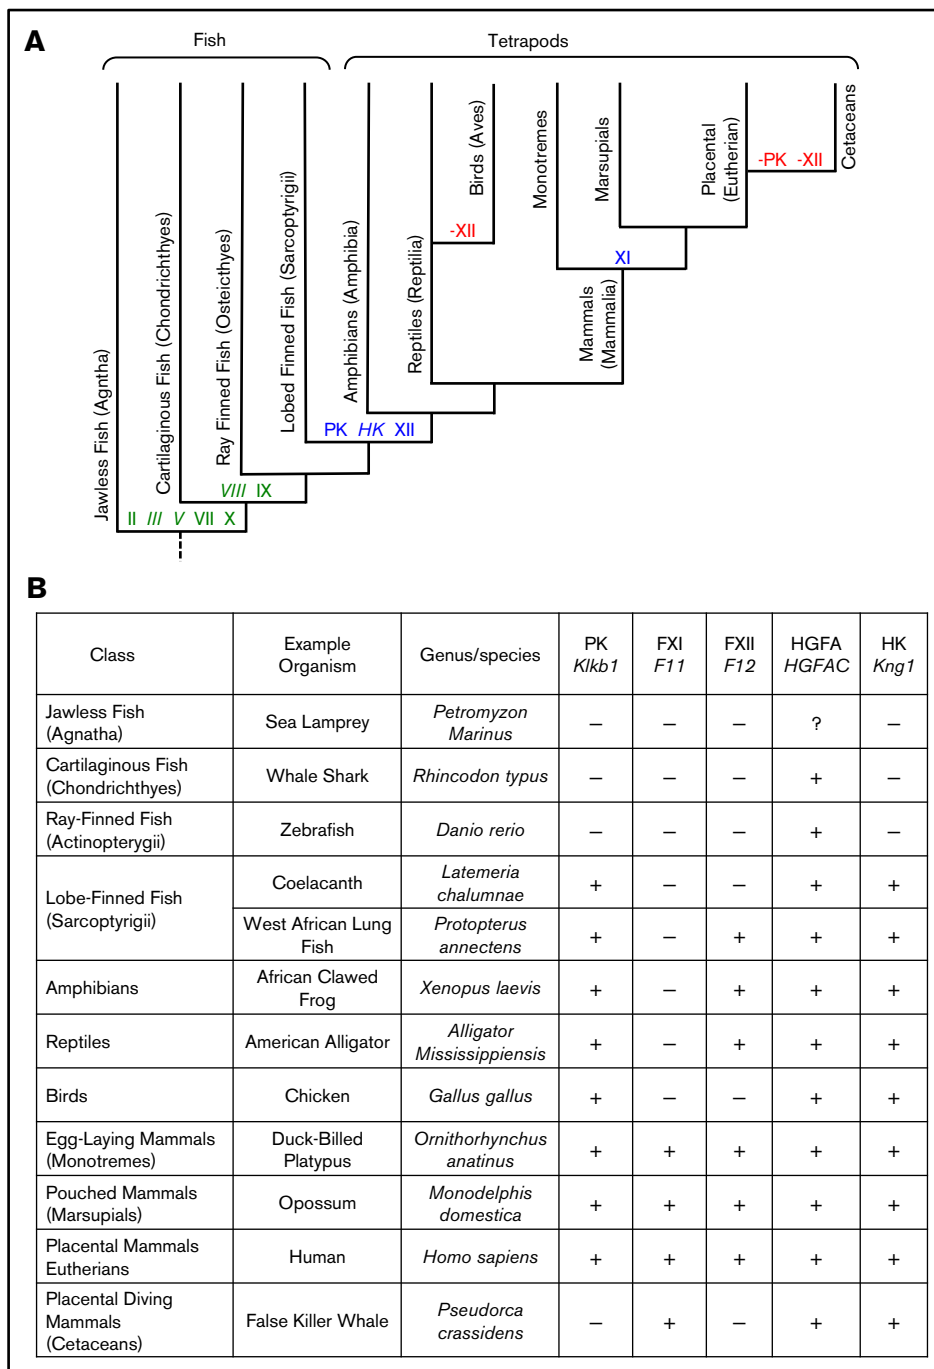 A
Fish
Tetrapods
Jawless Fish (Agntha)
Cartilaginous Fish (Chondrichthyes)
Ray Finned Fish (Osteicthyes)
Lobed Finned Fish (Sarcoptyrigii)
Amphibians (Amphibia)
Reptiles (Reptilia)
Birds (Aves)
Monotremes
Mammals
(Mammalia)
Marsupials
Placental
(Eutherian)
Cetaceans
-PK -XII
-XII
XI
PK HK XII
VIII IX
II III V VII X
B
Class
Example
Organism
Genus/species
PK
Klkb1
FXI
F11
FXII
F12
HGFA
HGFAC
HK
Kng1
Jawless Fish
(Agnatha)
Sea Lamprey
Petromyzon
Marinus
– – – ? –
Cartilaginous Fish
(Chondrichthyes)
Whale Shark
Rhincodon typus
– – – + –
Ray-Finned Fish
(Actinopterygii)
Zebrafish
Danio rerio
– – – + –
Lobe-Finned Fish
(Sarcoptyrigii)
Coelacanth
Latemeria
chalumnae
+ – – + +
West African Lung
Fish
Protopterus
annectens
+ – + + +
Amphibians
African Clawed
Frog
Xenopus laevis
+ – + + +
Reptiles
American Alligator
Alligator
Mississippiensis
+ – + + +
Birds
Chicken
Gallus gallus
+ – – + +
Egg-Laying Mammals
(Monotremes)
Duck-Billed
Platypus
Ornithorhynchus
anatinus
+ + + + +
Pouched Mammals
(Marsupials)
Opossum
Monodelphis
domestica
+ + + + +
Placental Mammals
Eutherians
Human
Homo sapiens
+ + + + +
Placental Diving
Mammals
(Cetaceans)
False Killer Whale
Pseudorca
crassidens
– + – + +